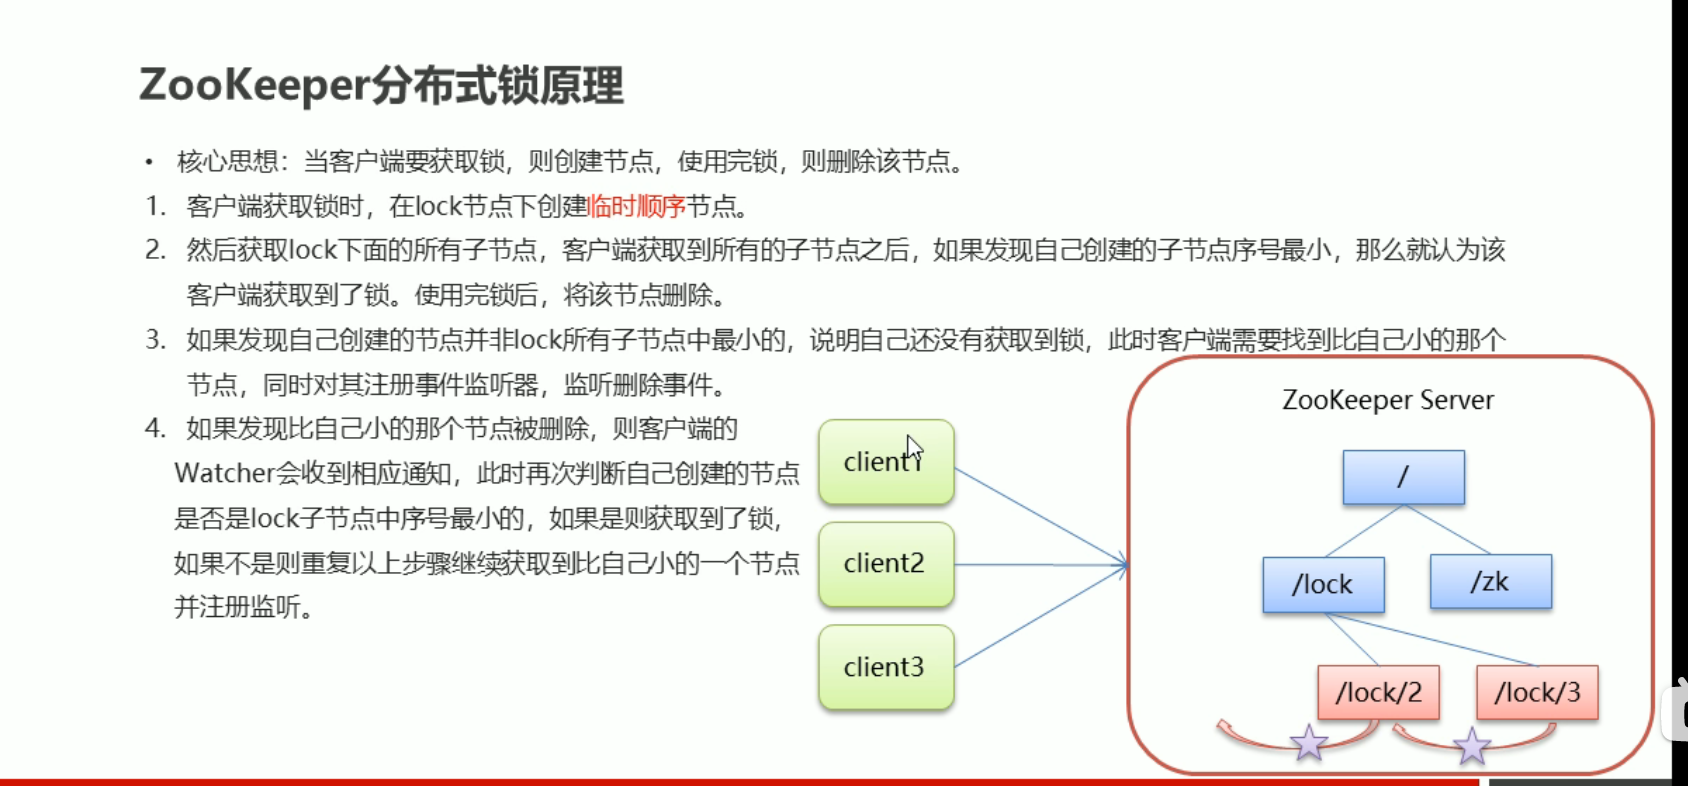 ZooKeeper分布式锁原理
• 核心思想：当客户端要获取锁，则创建节点，使用完锁，则删除该节点。
1. 客户端获取锁时，在lock节点下创建临时顺序节点。
2. 然后获取lock下面的所有子节点，客户端获取到所有的子节点之后，如果发现自己创建的子节点序号最小，那么就认为该
客户端获取到了锁。使用完锁后，将该节点删除。
3. 如果发现自己创建的节点并非lock所有子节点中最小的，说明自己还没有获取到锁，此时客户端需要找到比自己小的那个
节点，同时对其注册事件监听器，监听删除事件。
4. 如果发现比自己小的那个节点被删除，则客户端的
Watcher会收到相应通知，此时再次判断自己创建的节点
是否是lock子节点中序号最小的，如果是则获取到了锁，
如果不是则重复以上步骤继续获取到比自己小的一个节点
并注册监听。
client1
client2
client3
ZooKeeper Server
/
/lock
/zk
/lock/2
/lock/3